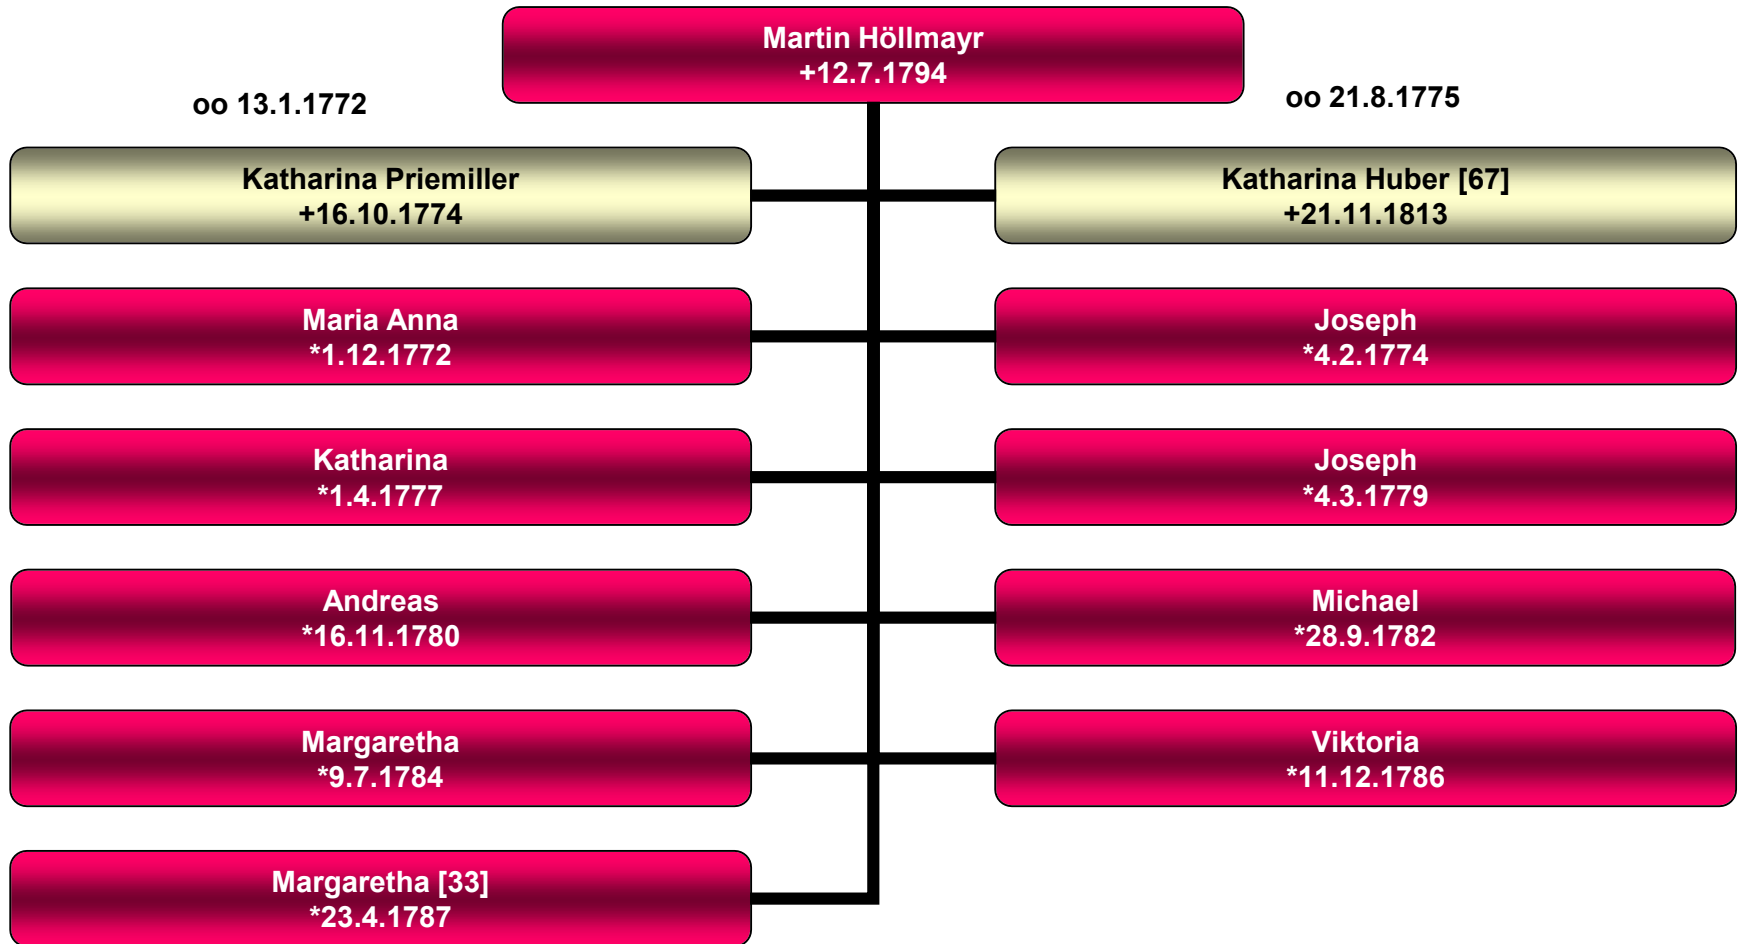 Martin Höllmayr
+12.7.1794
oo 13.1.1772
oo 21.8.1775
Katharina Priemiller
+16.10.1774
Katharina Huber [67]
+21.11.1813
Maria Anna
*1.12.1772
Joseph
*4.2.1774
Katharina
*1.4.1777
Joseph
*4.3.1779
Andreas
*16.11.1780
Michael
*28.9.1782
Margaretha
*9.7.1784
Viktoria
*11.12.1786
Margaretha [33]
*23.4.1787